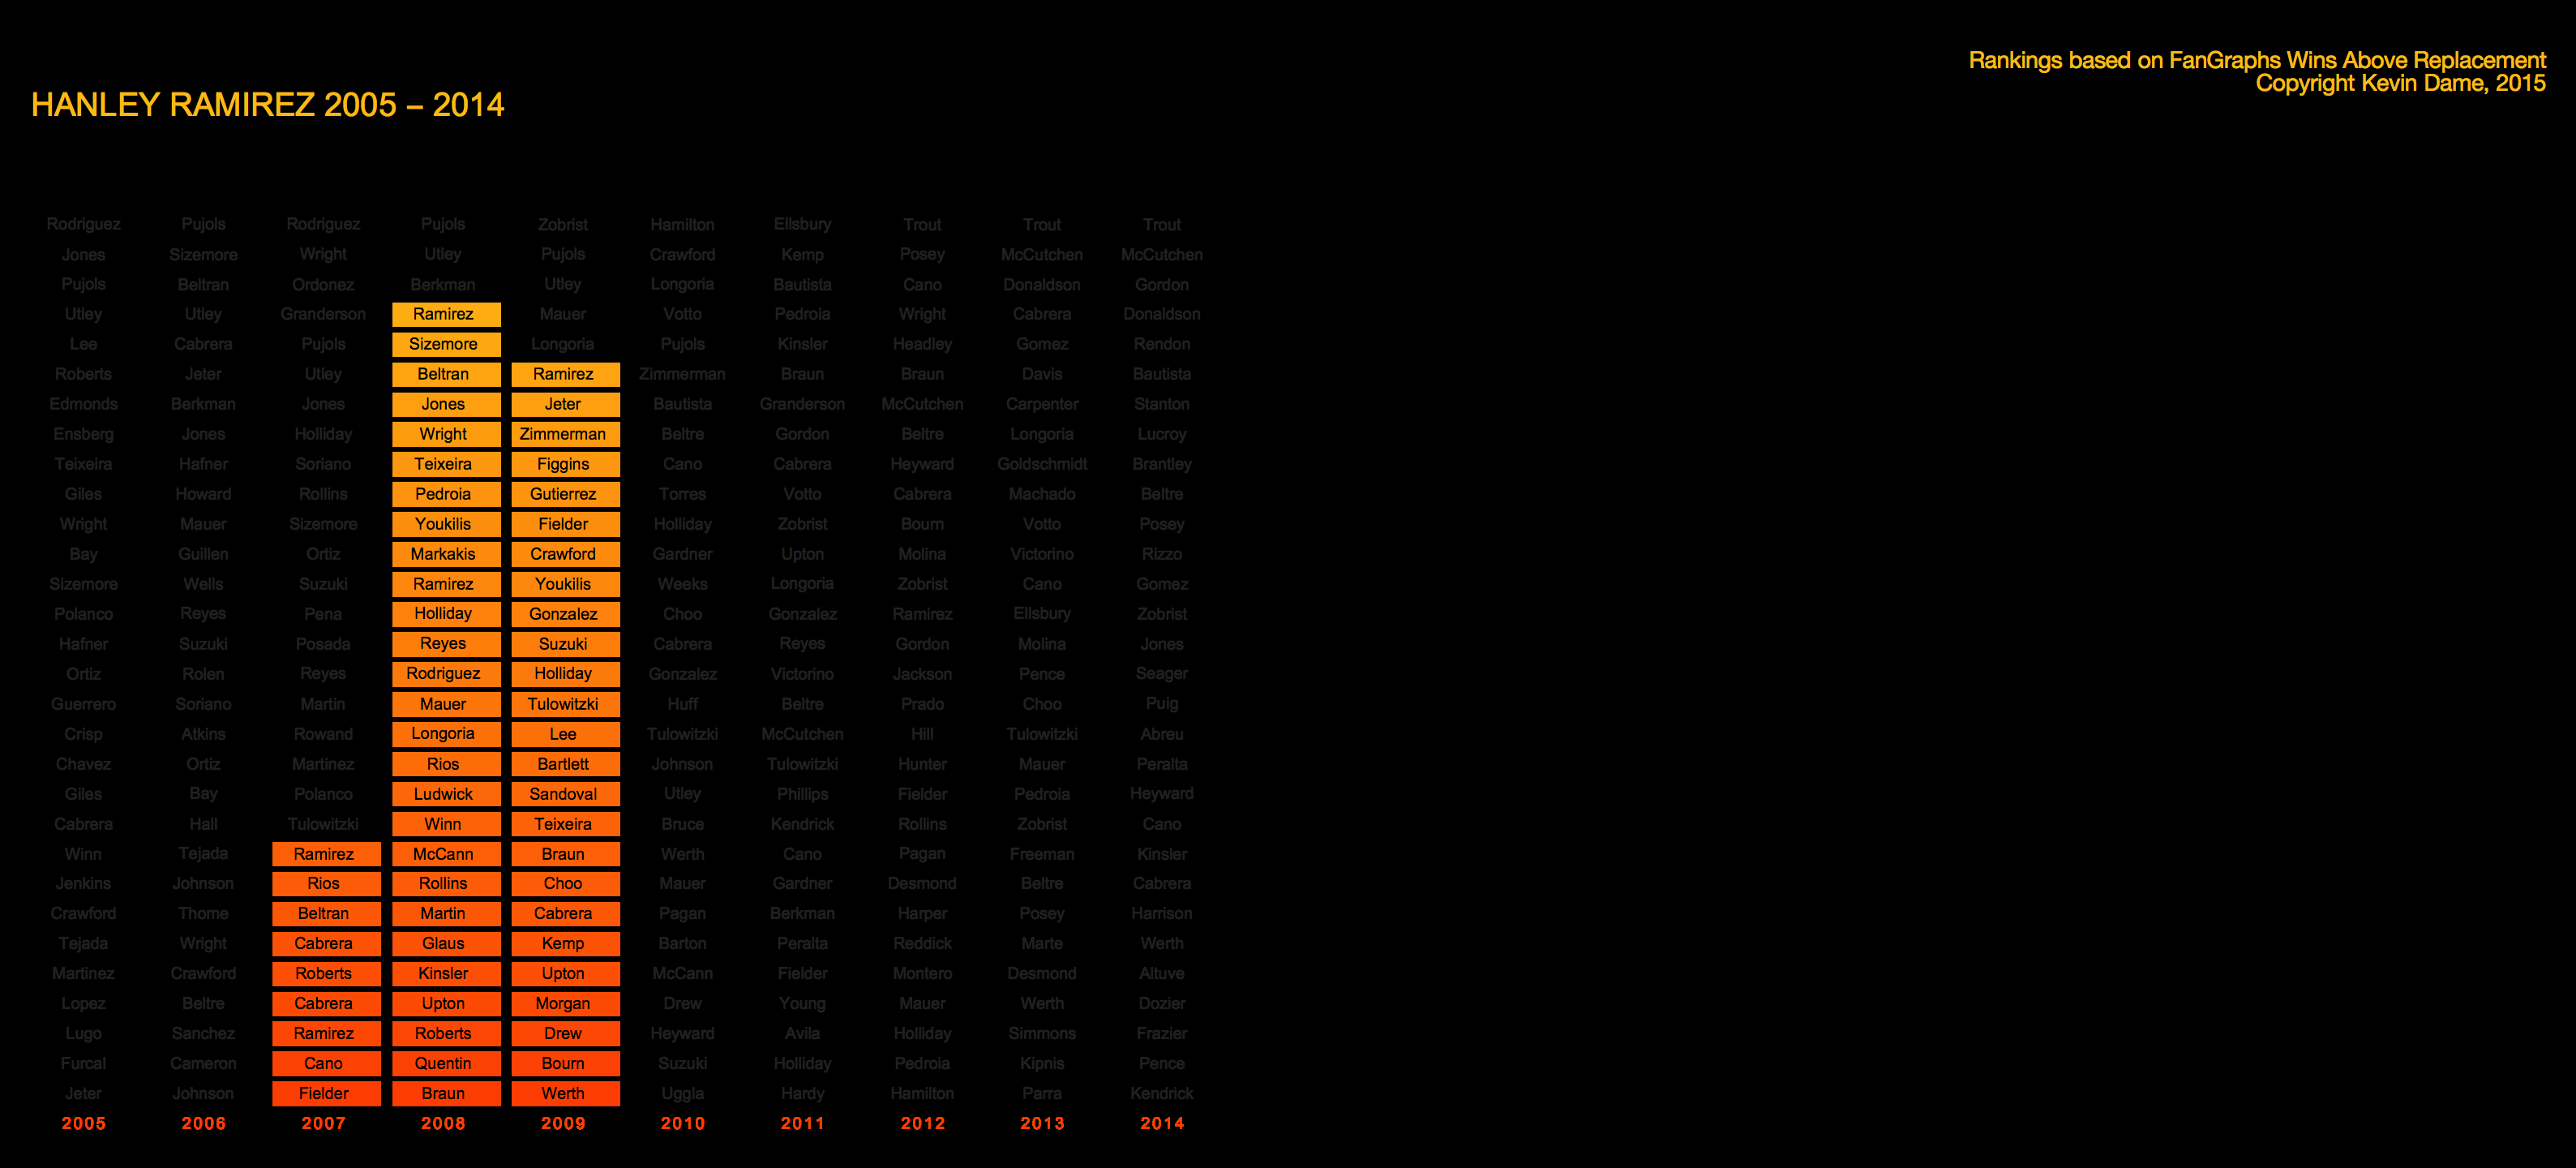 Rankings based on FanGraphs Wins Above Replacement
Copyright Kevin Dame, 2015
HANLEY RAMIREZ 2005 – 2014
Rodriguez Pujols Rodriguez Pujols Zobrist Hamilton Ellsbury Trout Trout Trout
Jones Sizemore Wright Utley Pujols Crawford Kemp Posey McCutchen McCutchen
Pujols Beltran Ordonez Berkman Utley Longoria Bautista Cano Donaldson Gordon
Utley Utley Granderson Ramirez Mauer Votto Pedroia Wright Cabrera Donaldson
Lee Cabrera Pujols Sizemore Longoria Pujols Kinsler Headley Gomez Rendon
Roberts Jeter Utley Beltran Ramirez Zimmerman Braun Braun Davis Bautista
Edmonds Berkman Jones Jones Jeter Bautista Granderson McCutchen Carpenter Stanton
Ensberg Jones Holliday Wright Zimmerman Beltre Gordon Beltre Longoria Lucroy
Teixeira Hafner Soriano Teixeira Figgins Cano Cabrera Heyward Goldschmidt Brantley
Giles Howard Rollins Pedroia Gutierrez Torres Votto Cabrera Machado Beltre
Wright Mauer Sizemore Youkilis Fielder Holliday Zobrist Bourn Votto Posey
Bay Guillen Ortiz Markakis Crawford Gardner Upton Molina Victorino Rizzo
Sizemore Wells Suzuki Ramirez Youkilis Weeks Longoria Zobrist Cano Gomez
Polanco Reyes Pena Holliday Gonzalez Choo Gonzalez Ramirez Ellsbury Zobrist
Hafner Suzuki Posada Reyes Suzuki Cabrera Reyes Gordon Molina Jones
Ortiz Rolen Reyes Rodriguez Holliday Gonzalez Victorino Jackson Pence Seager
Guerrero Soriano Martin Mauer Tulowitzki Huff Beltre Prado Choo Puig
Crisp Atkins Rowand Longoria Lee Tulowitzki McCutchen Hill Tulowitzki Abreu
Chavez Ortiz Martinez Rios Bartlett Johnson Tulowitzki Hunter Mauer Peralta
Giles Bay Polanco Ludwick Sandoval Utley Phillips Fielder Pedroia Heyward
Cabrera Hall Tulowitzki Winn Teixeira Bruce Kendrick Rollins Zobrist Cano
Winn Tejada Ramirez McCann Braun Werth Cano Pagan Freeman Kinsler
Jenkins Johnson Rios Rollins Choo Mauer Gardner Desmond Beltre Cabrera
Crawford Thome Beltran Martin Cabrera Pagan Berkman Harper Posey Harrison
Tejada Wright Cabrera Glaus Kemp Barton Peralta Reddick Marte Werth
Martinez Crawford Roberts Kinsler Upton McCann Fielder Montero Desmond Altuve
Lopez Beltre Cabrera Upton Morgan Drew Young Mauer Werth Dozier
Lugo Sanchez Ramirez Roberts Drew Heyward Avila Holliday Simmons Frazier
Furcal Cameron Cano Quentin Bourn Suzuki Holliday Pedroia Kipnis Pence
Jeter Johnson Fielder Braun Werth Uggla Hardy Hamilton Parra Kendrick
2005 2006 2007 2008 2009 2010 2011 2012 2013 2014